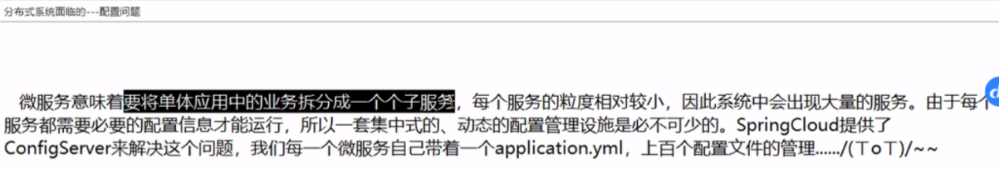 分布式系统面临的---配置问题
微服务意味着要将单体应用中的业务拆分成一个个子服务，每个服务的粒度相对较小，因此系统中会出现大量的服务。由于每个
服务都需要必要的配置信息才能运行，所以一套集中式的、动态的配置管理设施是必不可少的。SpringCloud提供了
ConfigServer来解决这个问题，我们每一个微服务自己带着一个application.yml，上百个配置文件的管理....../(ㄒoㄒ)/~~